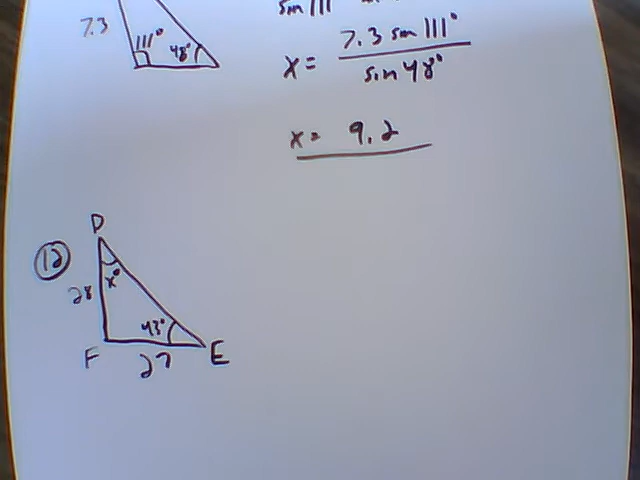 7.3
111°
48°
sin 111
x = 7.3 sin 111° / sin 48°
x = 9.2
12
D
28
x°
43°
F
27
E